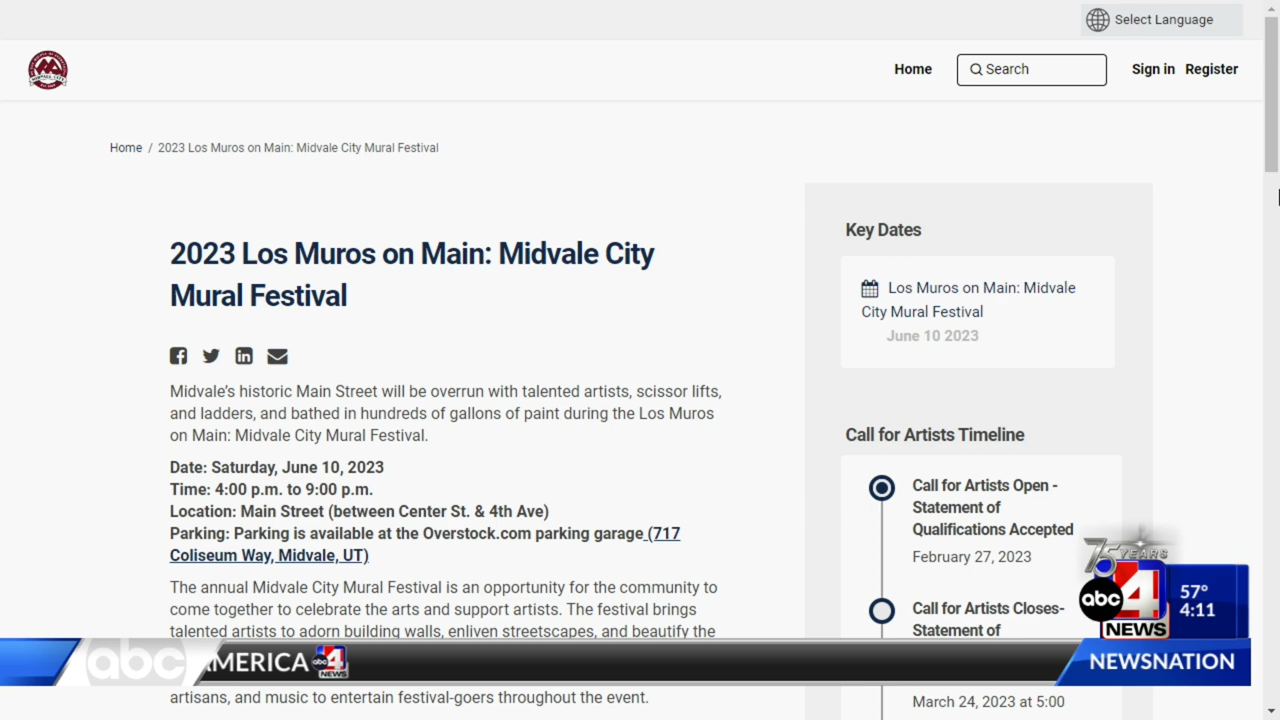 Select Language
Home
Search
Sign in Register
Home / 2023 Los Muros on Main: Midvale City Mural Festival
2023 Los Muros on Main: Midvale City
Mural Festival
Midvale's historic Main Street will be overrun with talented artists, scissor lifts,
and ladders, and bathed in hundreds of gallons of paint during the Los Muros
on Main: Midvale City Mural Festival.
Date: Saturday, June 10, 2023
Time: 4:00 p.m. to 9:00 p.m.
Location: Main Street (between Center St. & 4th Ave)
Parking: Parking is available at the Overstock.com parking garage (717
Coliseum Way, Midvale, UT)
The annual Midvale City Mural Festival is an opportunity for the community to
come together to celebrate the arts and support artists. The festival brings
talented artists to adorn building walls, enliven streetscapes, and beautify the
artisans, and music to entertain festival-goers throughout the event.
Key Dates
Los Muros on Main: Midvale
City Mural Festival
June 10 2023
Call for Artists Timeline
Call for Artists Open -
Statement of
Qualifications Accepted
February 27, 2023
Call for Artists Closes-
Statement of
March 24, 2023 at 5:00
75 YEARS
abc 4
NEWS
57°
4:11
abc
AMERICA
abc 4
NEWS
NEWSNATION